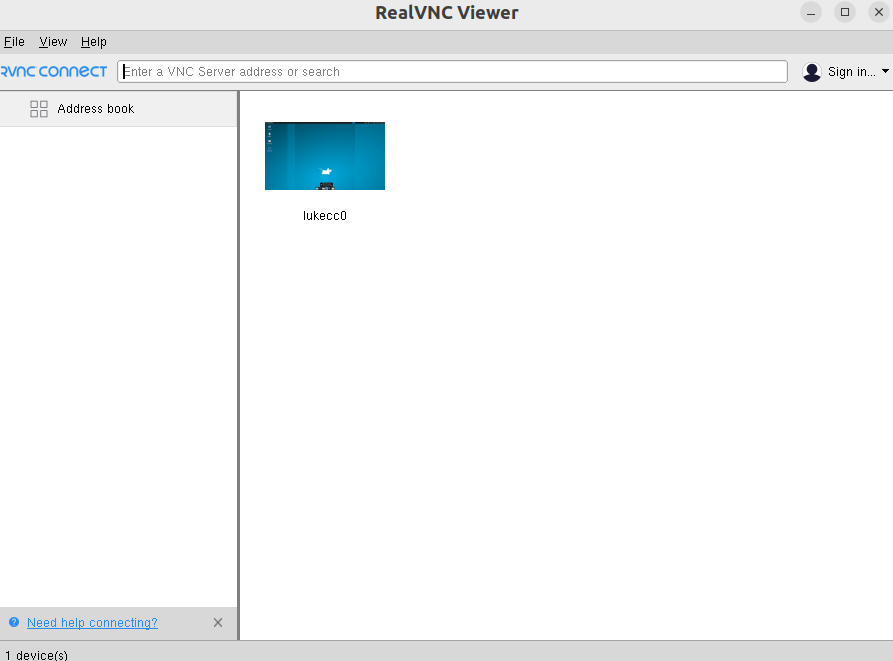 RealVNC Viewer
File View Help
RVNC CONNECT Enter a VNC Server address or search Sign in...
Address book
lukecc0
? Need help connecting?
1 device(s)